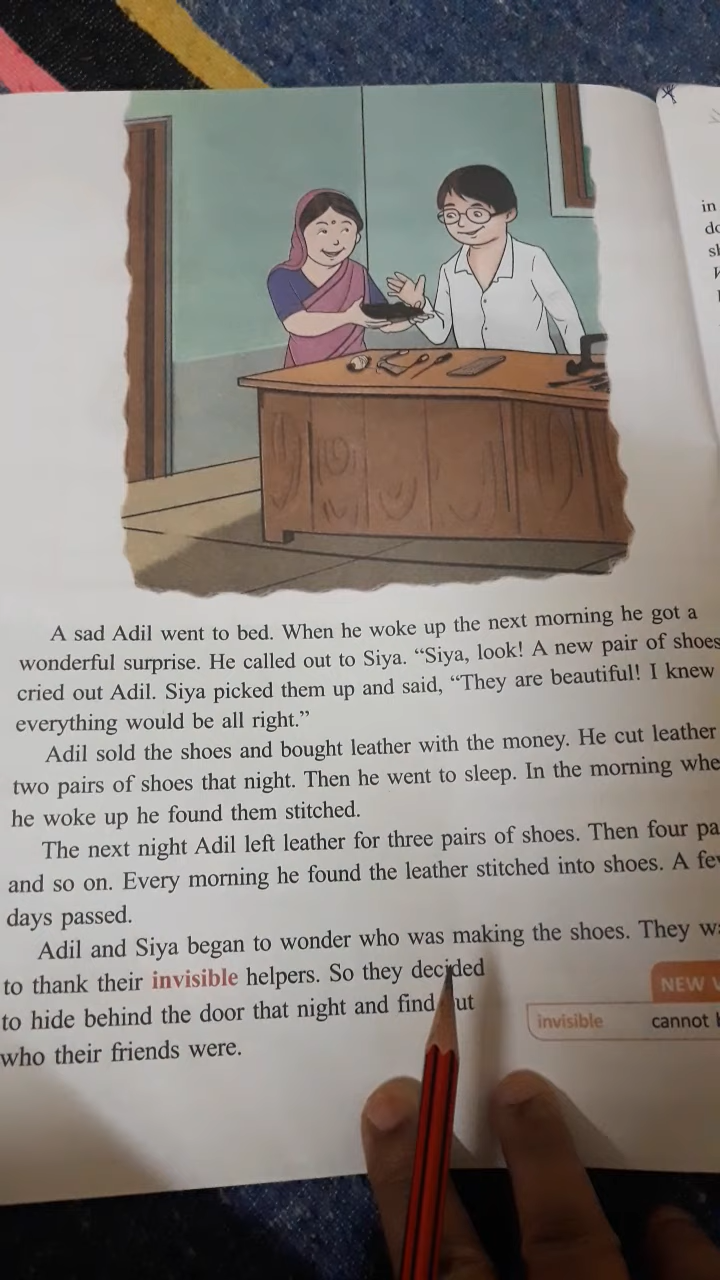 A sad Adil went to bed. When he woke up the next morning he got a
wonderful surprise. He called out to Siya. “Siya, look! A new pair of shoes
cried out Adil. Siya picked them up and said, “They are beautiful! I knew
everything would be all right.”
Adil sold the shoes and bought leather with the money. He cut leather
two pairs of shoes that night. Then he went to sleep. In the morning
he woke up he found them stitched.
The next night Adil left leather for three pairs of shoes. Then four
and so on. Every morning he found the leather stitched into shoes. A
days passed.
Adil and Siya began to wonder who was making the shoes. They
to thank their invisible helpers. So they decided
to hide behind the door that night and find
who their friends were.
NEW
invisible cannot
in